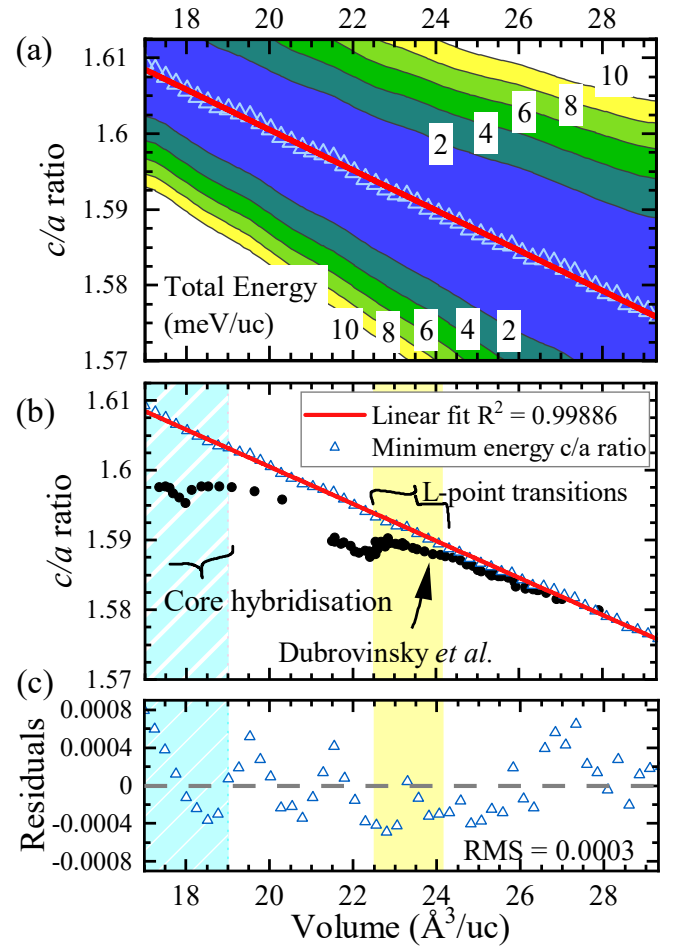 18 20 22 24 26 28
(a)
1.61
1.6
1.59
1.58
1.57
c/a ratio
10
8
6
4
2
Total Energy
(meV/uc)
10 8 6 4 2
(b)
1.61
1.6
1.59
1.58
1.57
c/a ratio
Linear fit R² = 0.99886
Minimum energy c/a ratio
L-point transitions
Core hybridisation
Dubrovinsky et al.
(c)
0.0008
0.0004
0
-0.0004
-0.0008
Residuals
RMS = 0.0003
18 20 22 24 26 28
Volume (Å³/uc)